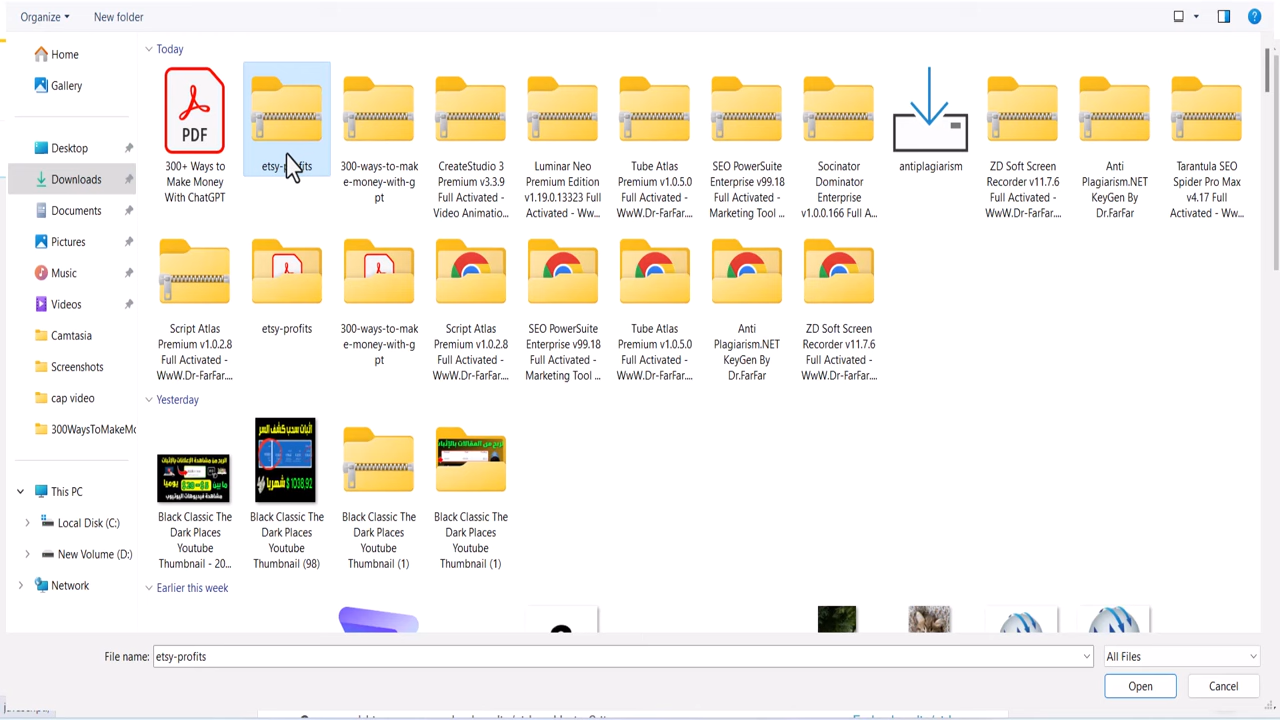 Organize
New folder
Home
Gallery
Desktop
Downloads
Documents
Pictures
Music
Videos
Camtasia
Screenshots
cap video
300WaysToMakeMo
This PC
Local Disk (C:)
New Volume (D:)
Network
Today
PDF
300+ Ways to
Make Money
With ChatGPT
etsy-profits
300-ways-to-mak
e-money-with-g
pt
CreateStudio 3
Premium v3.3.9
Full Activated -
Video Animatio...
Luminar Neo
Premium Edition
v1.19.0.13323 Full
Activated - Ww...
Tube Atlas
Premium v1.0.5.0
Full Activated -
WwW.Dr-FarFar....
SEO PowerSuite
Enterprise v99.18
Full Activated -
Marketing Tool ...
Socinator
Dominator
Enterprise
v1.0.0.166 Full A...
antiplagiarism
ZD Soft Screen
Recorder v11.7.6
Full Activated -
WwW.Dr-FarFar....
Anti
Plagiarism.NET
KeyGen By
Dr.FarFar
Tarantula SEO
Spider Pro Max
v4.17 Full
Activated - Ww...
Script Atlas
Premium v1.0.2.8
Full Activated -
WwW.Dr-FarFar....
etsy-profits
300-ways-to-mak
e-money-with-g
pt
Script Atlas
Premium v1.0.2.8
Full Activated -
WwW.Dr-FarFar....
SEO PowerSuite
Enterprise v99.18
Full Activated -
Marketing Tool ...
Tube Atlas
Premium v1.0.5.0
Full Activated -
WwW.Dr-FarFar....
Anti
Plagiarism.NET
KeyGen By
Dr.FarFar
ZD Soft Screen
Recorder v11.7.6
Full Activated -
WwW.Dr-FarFar....
Yesterday
اثبات سحب كشف السر
$ 1038,92 شهريا
Black Classic The
Dark Places
Youtube
Thumbnail - 20...
Black Classic The
Dark Places
Youtube
Thumbnail (98)
Black Classic The
Dark Places
Youtube
Thumbnail (1)
Black Classic The
Dark Places
Youtube
Thumbnail (1)
Earlier this week
File name:
etsy-profits
All Files
Open
Cancel